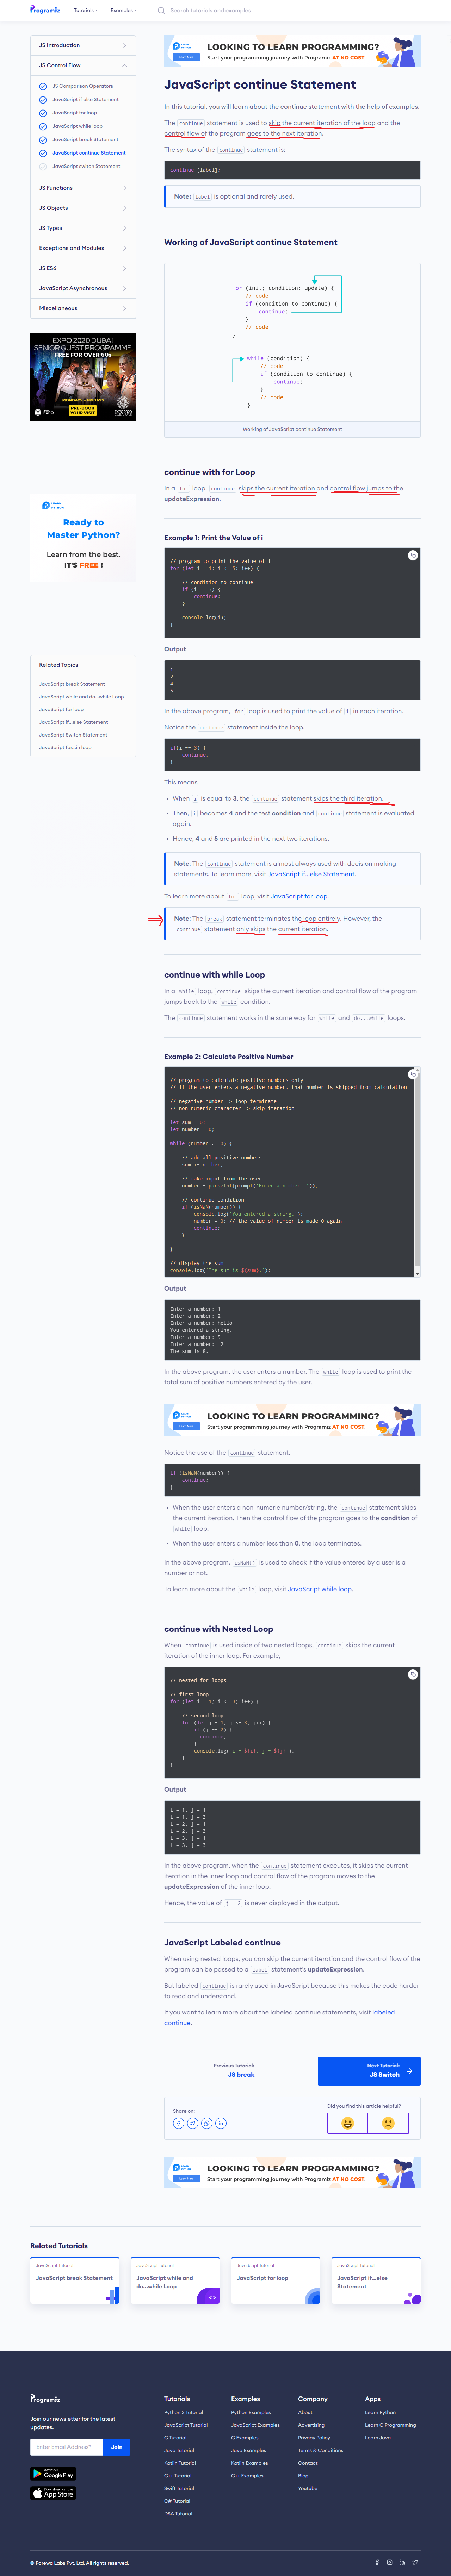 Programiz
Tutorials
Examples
Search tutorials and examples
JS Introduction
JS Control Flow
JS Comparison Operators
JavaScript if else Statement
JavaScript for loop
JavaScript while loop
JavaScript break Statement
JavaScript continue Statement
JavaScript switch Statement
JS Functions
JS Objects
JS Types
Exceptions and Modules
JS ES6
JavaScript Asynchronous
Miscellaneous
EXPO 2020 DUBAI
SENIOR GUEST PROGRAMME
FREE FOR OVER 60s
MONDAYS
PRE-BOOK
YOUR VISIT
EXPO
Ready to
Master Python?
Learn from the best.
IT'S FREE !
Related Topics
JavaScript break Statement
JavaScript while and do...while Loop
JavaScript for loop
JavaScript if...else Statement
JavaScript Switch Statement
JavaScript for...in loop
LOOKING TO LEARN PROGRAMMING?
Start your programming journey with Programiz AT NO COST.
JavaScript continue Statement
In this tutorial, you will learn about the continue statement with the help of examples.
The continue statement is used to skip the current iteration of the loop and the
control flow of the program goes to the next iteration.
The syntax of the continue statement is:
continue [label];
Note: label is optional and rarely used.
Working of JavaScript continue Statement
for (init; condition; update) {
// code
if (condition to continue) {
continue;
}
// code
}
while (condition) {
// code
if (condition to continue) {
continue;
}
// code
}
Working of JavaScript continue Statement
continue with for Loop
In a for loop, continue skips the current iteration and control flow jumps to the
updateExpression.
Example 1: Print the Value of i
// program to print the value of i
for (let i = 1; i <= 5; i++) {
// condition to continue
if (i == 3) {
continue;
}
console.log(i);
}
Output
1
2
4
5
In the above program, for loop is used to print the value of i in each iteration.
Notice the continue statement inside the loop.
if(i == 3) {
continue;
}
This means
• When i is equal to 3, the continue statement skips the third iteration.
• Then, i becomes 4 and the test condition and continue statement is evaluated
again.
• Hence, 4 and 5 are printed in the next two iterations.
Note: The continue statement is almost always used with decision making
statements. To learn more, visit JavaScript if...else Statement.
To learn more about for loop, visit JavaScript for loop.
Note: The break statement terminates the loop entirely. However, the
continue statement only skips the current iteration.
continue with while Loop
In a while loop, continue skips the current iteration and control flow of the program
jumps back to the while condition.
The continue statement works in the same way for while and do...while loops.
Example 2: Calculate Positive Number
// program to calculate positive numbers only
// if the user enters a negative number, that number is skipped from calculation
// negative number -> loop terminate
// non-numeric character -> skip iteration
let sum = 0;
let number = 0;
while (number >= 0) {
// add all positive numbers
sum += number;
// take input from the user
number = parseInt(prompt('Enter a number: '));
// continue condition
if (isNaN(number)) {
console.log('You entered a string.');
number = 0; // the value of number is made 0 again
continue;
}
}
// display the sum
console.log(`The sum is ${sum}.`);
Output
Enter a number: 1
Enter a number: 2
Enter a number: hello
You entered a string.
Enter a number: 5
Enter a number: -2
The sum is 8.
In the above program, the user enters a number. The while loop is used to print the
total sum of positive numbers entered by the user.
LOOKING TO LEARN PROGRAMMING?
Start your programming journey with Programiz AT NO COST.
Notice the use of the continue statement.
if (isNaN(number)) {
continue;
}
• When the user enters a non-numeric number/string, the continue statement skips
the current iteration. Then the control flow of the program goes to the condition of
while loop.
• When the user enters a number less than 0, the loop terminates.
In the above program, isNaN() is used to check if the value entered by a user is a
number or not.
To learn more about the while loop, visit JavaScript while loop.
continue with Nested Loop
When continue is used inside of two nested loops, continue skips the current
iteration of the inner loop. For example,
// nested for loops
// first loop
for (let i = 1; i <= 3; i++) {
// second loop
for (let j = 1; j <= 3; j++) {
if (j == 2) {
continue;
}
console.log(`i = ${i}, j = ${j}`);
}
}
Output
i = 1, j = 1
i = 1, j = 3
i = 2, j = 1
i = 2, j = 3
i = 3, j = 1
i = 3, j = 3
In the above program, when the continue statement executes, it skips the current
iteration in the inner loop and control flow of the program moves to the
updateExpression of the inner loop.
Hence, the value of j = 2 is never displayed in the output.
JavaScript Labeled continue
When using nested loops, you can skip the current iteration and the control flow of the
program can be passed to a label statement's updateExpression.
But labeled continue is rarely used in JavaScript because this makes the code harder
to read and understand.
If you want to learn more about the labeled continue statements, visit labeled
continue.
Previous Tutorial:
JS break
Next Tutorial:
JS Switch
Share on:
Did you find this article helpful?
LOOKING TO LEARN PROGRAMMING?
Start your programming journey with Programiz AT NO COST.
Related Tutorials
JavaScript Tutorial
JavaScript break Statement
JavaScript Tutorial
JavaScript while and
do...while Loop
JavaScript Tutorial
JavaScript for loop
JavaScript Tutorial
JavaScript if...else
Statement
Programiz
Join our newsletter for the latest
updates.
Enter Email Address*
Join
GET IT ON
Google Play
Download on the
App Store
Tutorials
Python 3 Tutorial
JavaScript Tutorial
C Tutorial
Java Tutorial
Kotlin Tutorial
C++ Tutorial
Swift Tutorial
C# Tutorial
DSA Tutorial
Examples
Python Examples
JavaScript Examples
C Examples
Java Examples
Kotlin Examples
C++ Examples
Company
About
Advertising
Privacy Policy
Terms & Conditions
Contact
Blog
Youtube
Apps
Learn Python
Learn C Programming
Learn Java
© Parewa Labs Pvt. Ltd. All rights reserved.